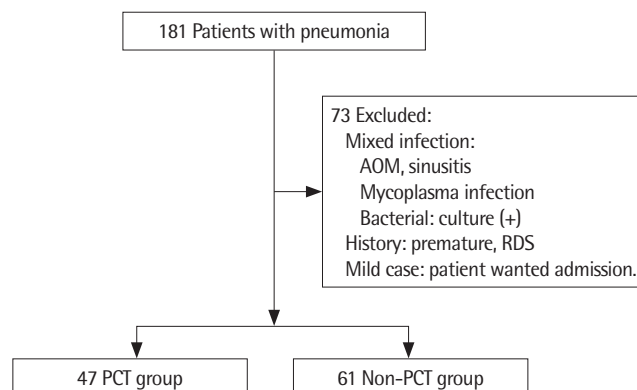 181 Patients with pneumonia
73 Excluded:
Mixed infection:
AOM, sinusitis
Mycoplasma infection
Bacterial: culture (+)
History: premature, RDS
Mild case: patient wanted admission.
47 PCT group
61 Non-PCT group